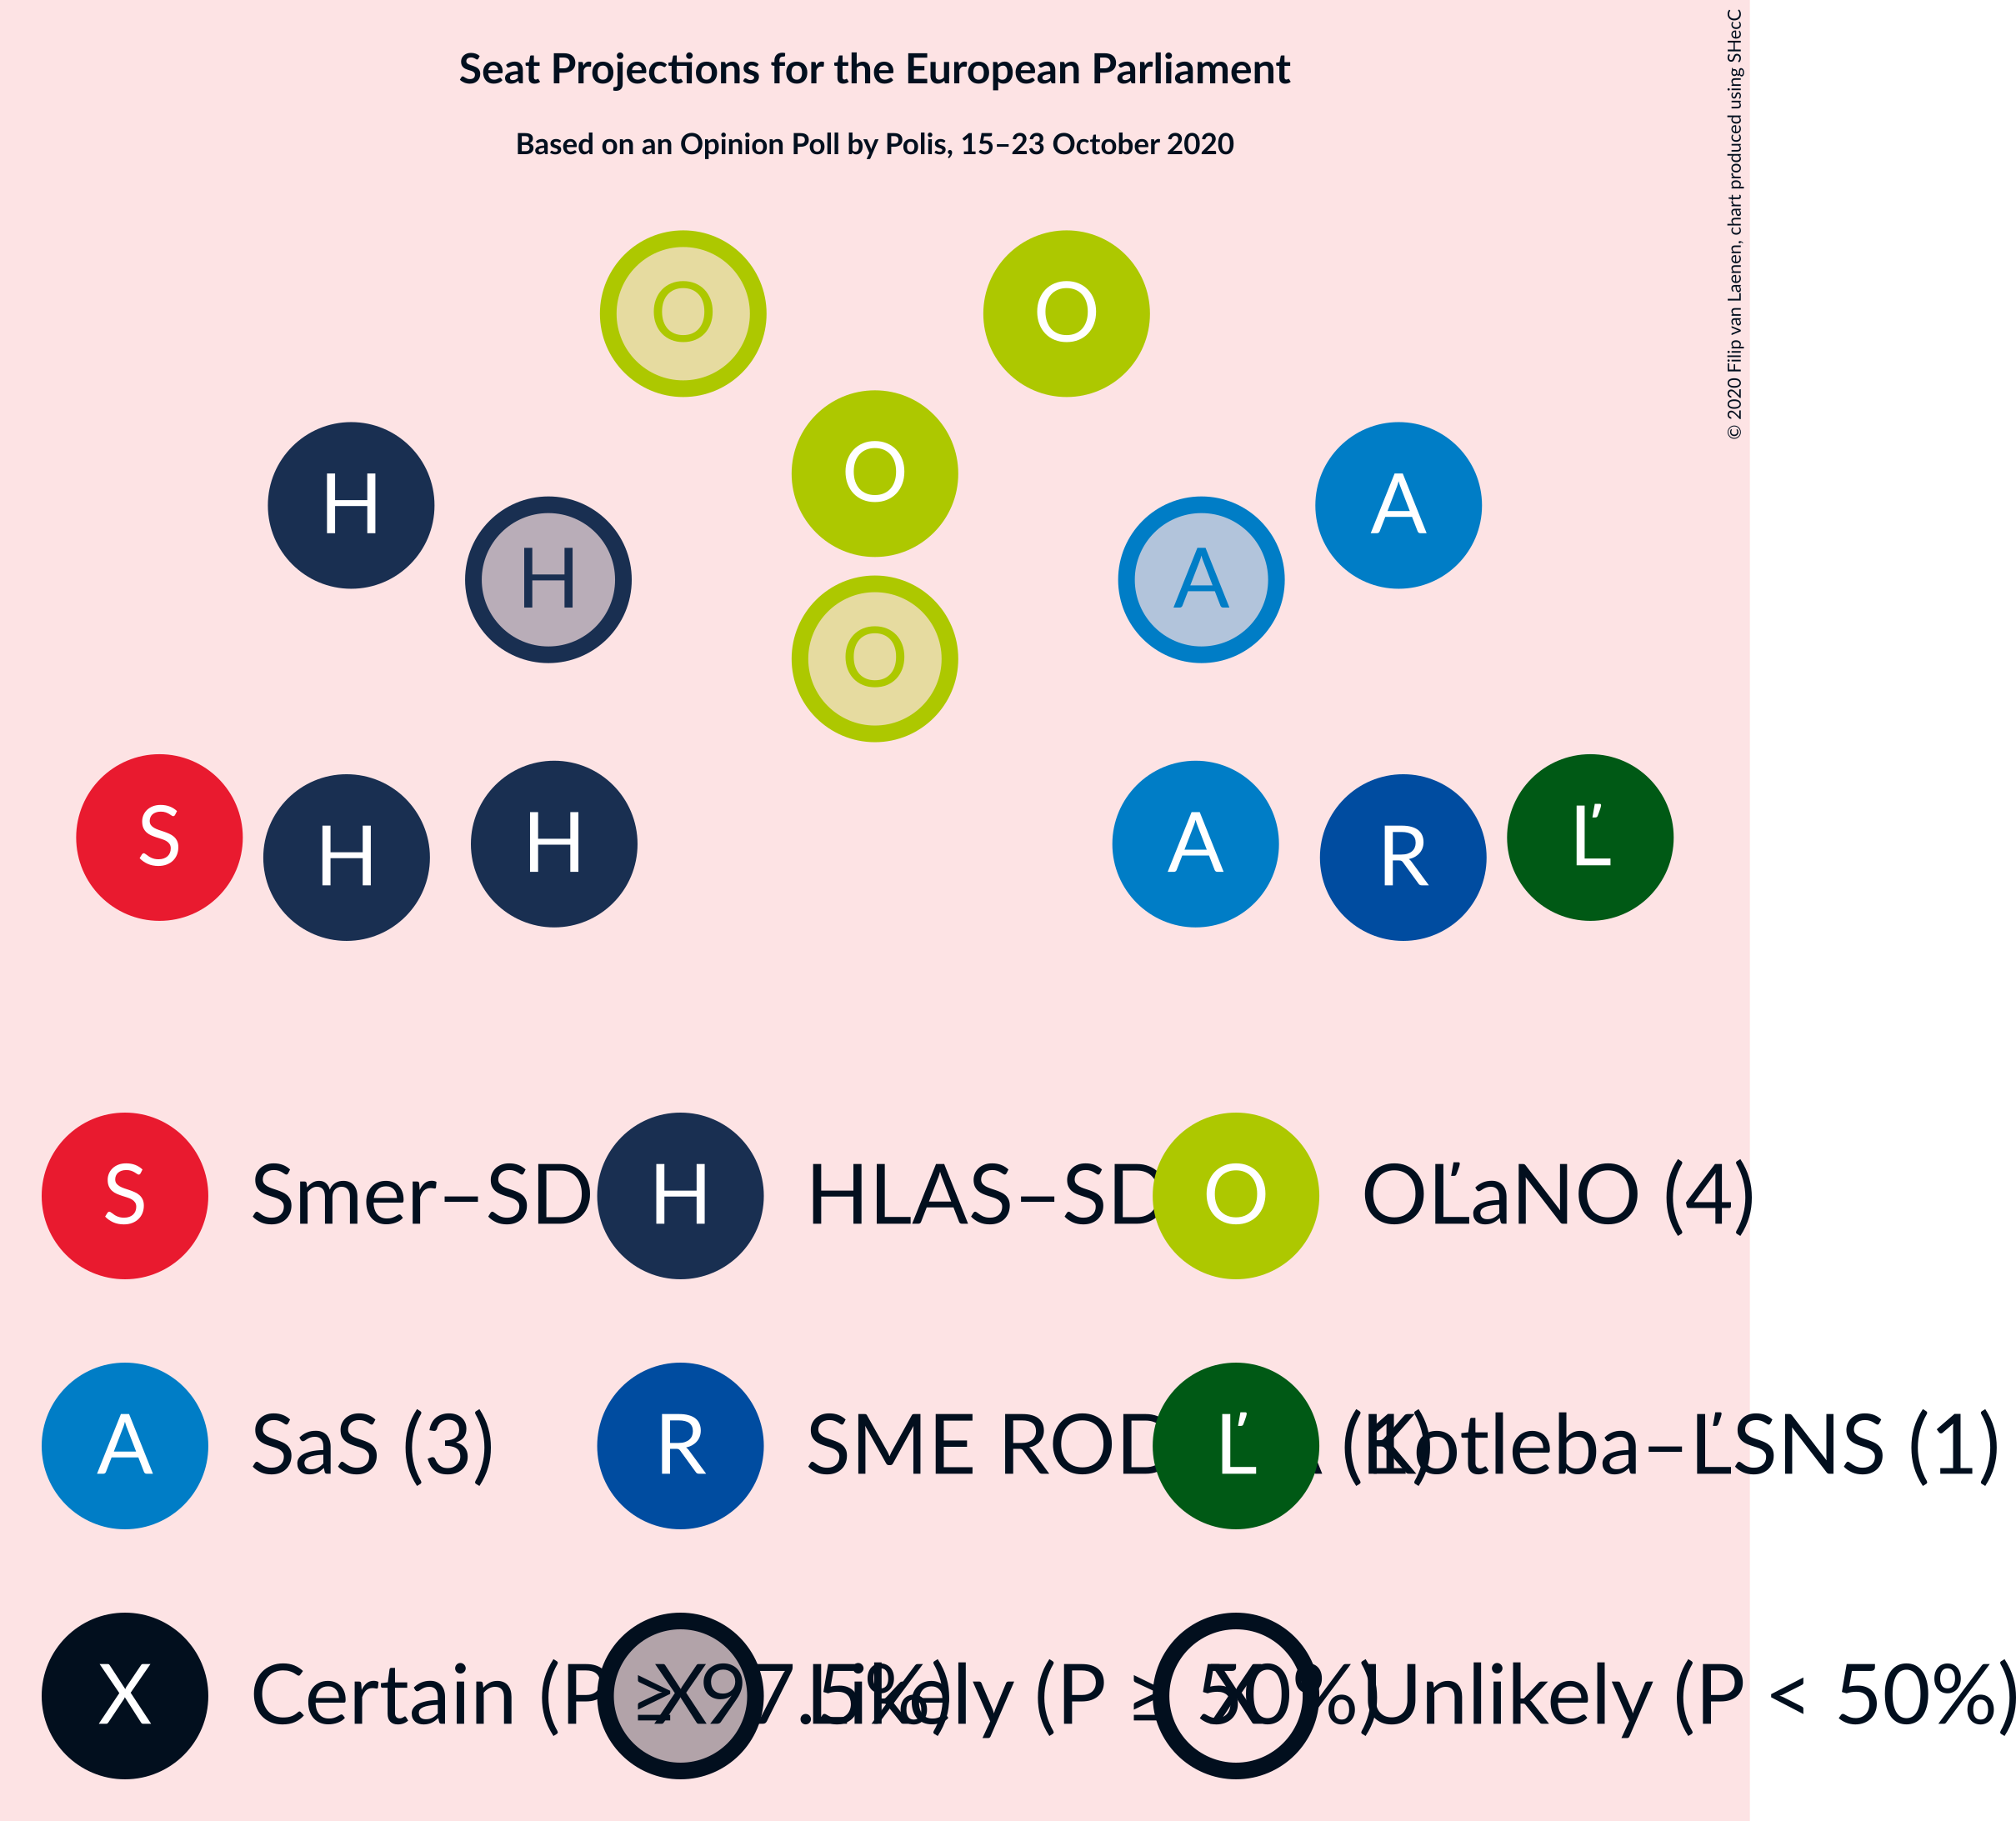 Seat Projections for the European Parliament
Based on an Opinion Poll by Polis, 15–23 October 2020
© 2020 Filip van Laenen, chart produced using SHecC
O O
O
H A
H A
O
S H H A R Ľ
S Smer–SD H HLAS–SD O OĽaNO (4)
A SaS (3) R SME ROD Ľ (1) Kotleba–ĽSNS (1)
X Certain (P ≥ 97.5%) X Likely (P ≥ 50%) X Unlikely (P < 50%)